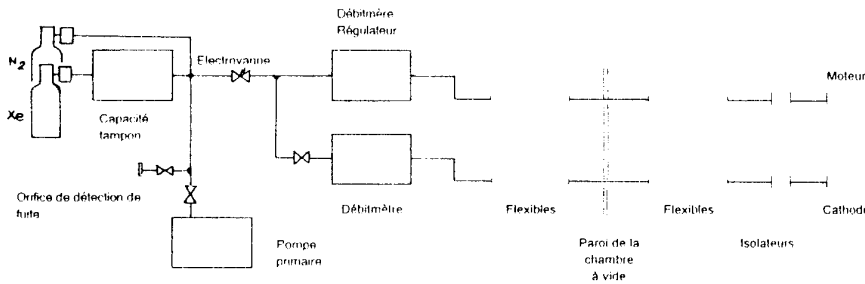 Débitmère
Régulateur
N2
Electrovanne
Moteur
Xe
Capacité
tampon
Orifice de détection de
fuite
Débitmètre
Flexibles
Flexibles
Cathode
Pompe
primaire
Paroi de la
chambre
à vide
Isolateurs